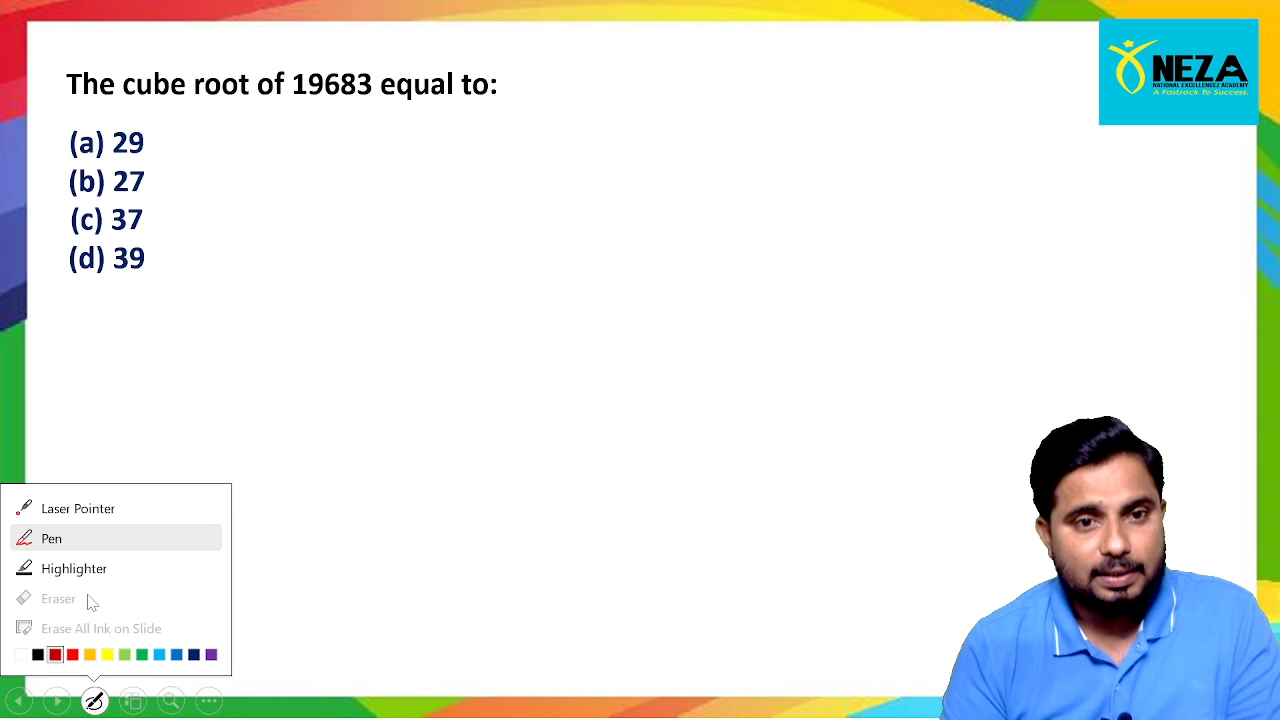 The cube root of 19683 equal to:
(a) 29
(b) 27
(c) 37
(d) 39
NEZA
NATIONAL EXCELLENCEZ ACADEMY
A Fastrack To Success.
Laser Pointer
Pen
Highlighter
Eraser
Erase All Ink on Slide